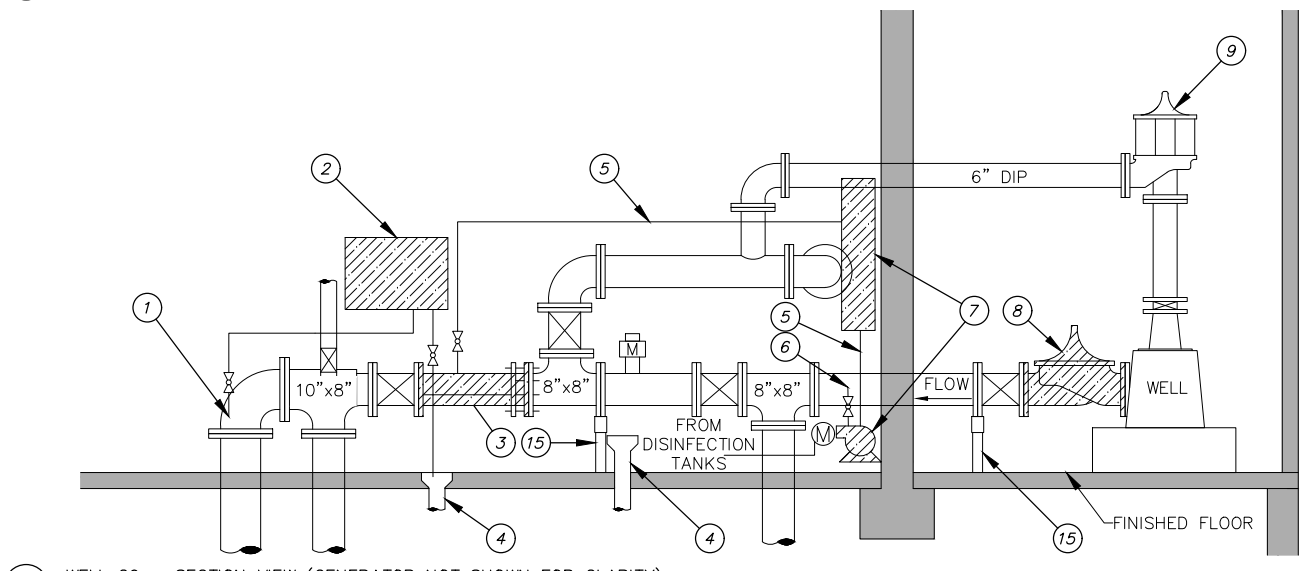 9
2
5
6" DIP
1
5
7
8
6
10"x8"
M
8"x8"
8"x8"
FLOW
WELL
3
15
FROM
DISINFECTION
TANKS
M
4
4
15
FINISHED FLOOR